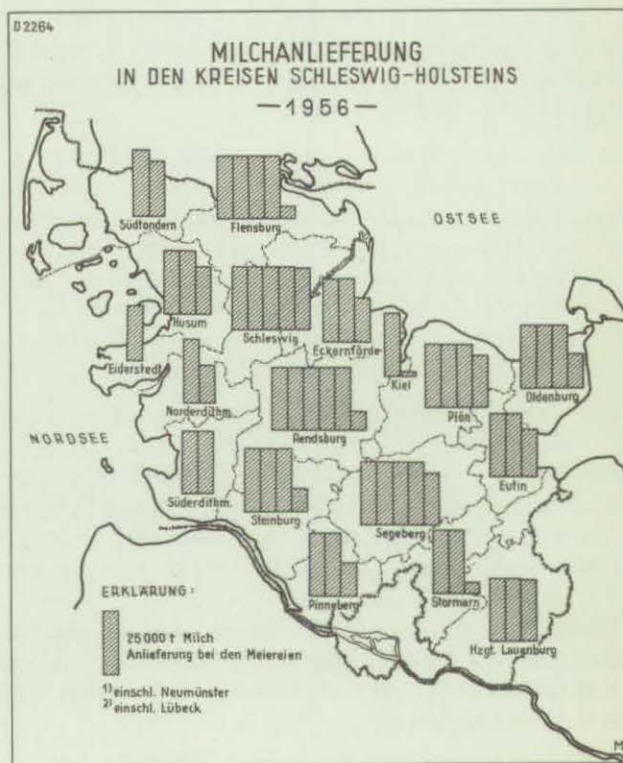 D 2264
MILCHANLIEFERUNG
IN DEN KREISEN SCHLESWIG-HOLSTEINS
—1956—
OSTSEE
Südtondern
Flensburg
Husum
Schleswig
Eckernförde
Eiderstedt
Kiel
Plön
Oldenburg
Norderdithm.
Rendsburg
NORDSEE
Eutin
Süderdithm.
Steinburg
Segeberg
Pinneberg
Stormarn
Hzgt. Lauenburg
ERKLÄRUNG:
25000 t Milch
Anlieferung bei den Meiereien
1) einschl. Neumünster
2) einschl. Lübeck
M